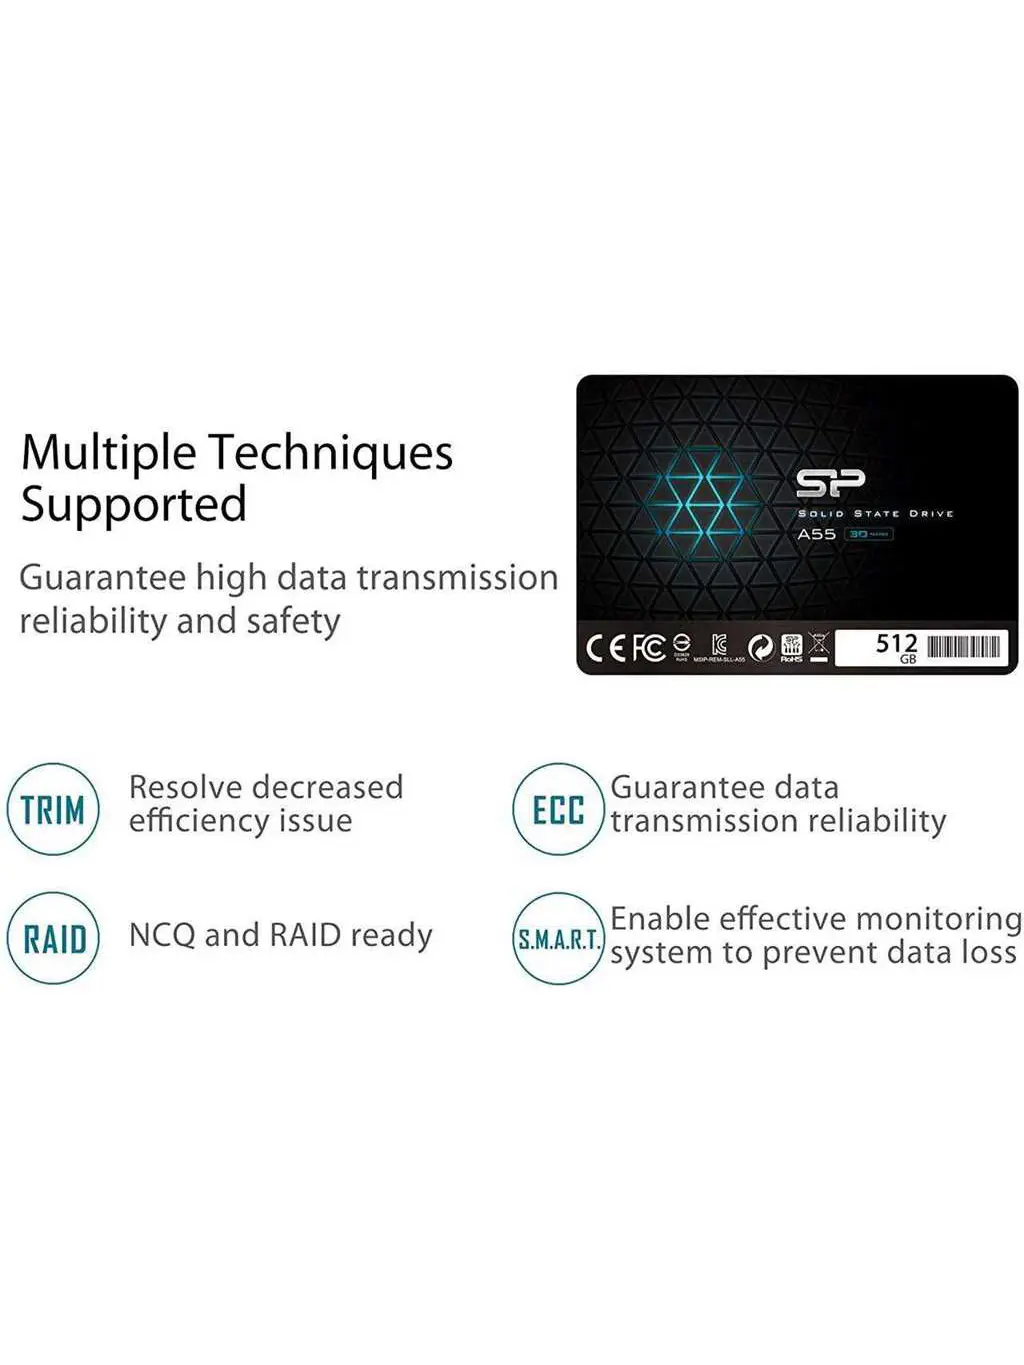 Multiple Techniques
Supported
Guarantee high data transmission
reliability and safety
SP
SOLID STATE DRIVE
A55 3D
CE FC
RoHS
MSIP-REM-SLL-A55
RoHS
512
GB
TRIM
Resolve decreased
efficiency issue
ECC
Guarantee data
transmission reliability
RAID
NCQ and RAID ready
S.M.A.R.T.
Enable effective monitoring
system to prevent data loss